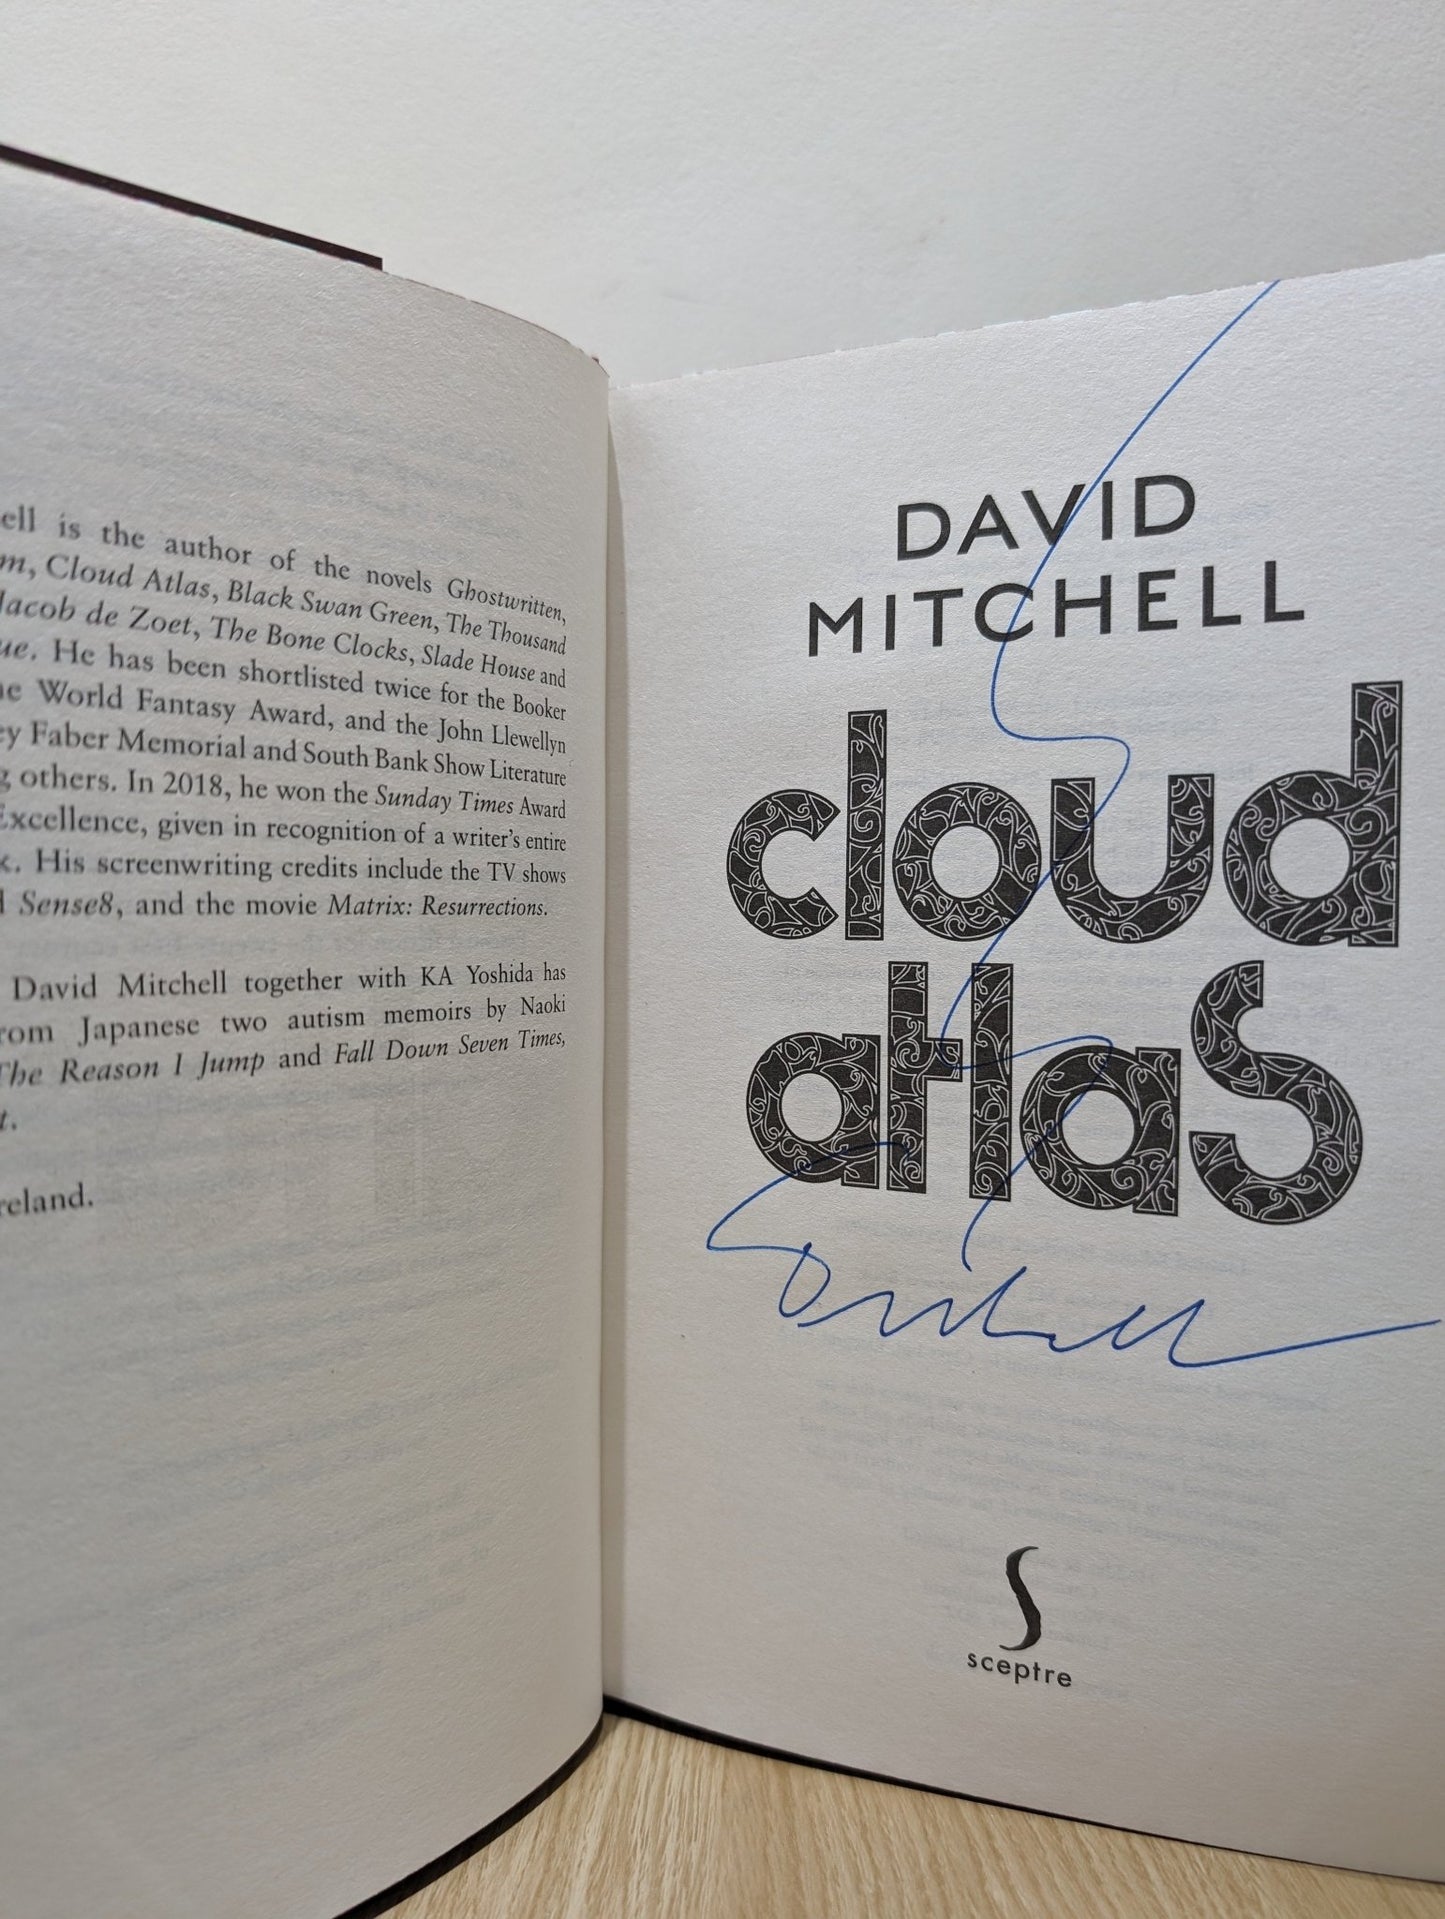 ell is the author of the novels Ghostwritten,
m, Cloud Atlas, Black Swan Green, The Thousand
Jacob de Zoet, The Bone Clocks, Slade House and
ue. He has been shortlisted twice for the Booker
he World Fantasy Award, and the John Llewellyn
ey Faber Memorial and South Bank Show Literature
g others. In 2018, he won the Sunday Times Award
Excellence, given in recognition of a writer's entire
k. His screenwriting credits include the TV shows
d Sense8, and the movie Matrix: Resurrections.
David Mitchell together with KA Yoshida has
rom Japanese two autism memoirs by Naoki
The Reason I Jump and Fall Down Seven Times,
t.
reland.
DAVID
MITCHELL
cloud
atlas
sceptre